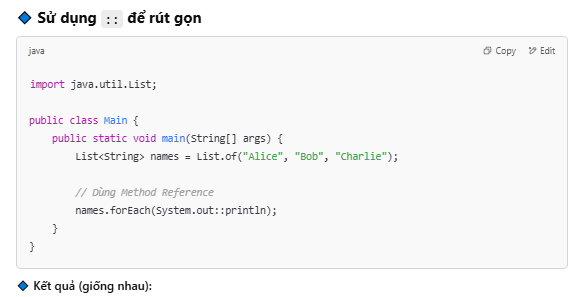 Sử dụng :: để rút gọn
java
Copy
Edit
import java.util.List;
public class Main {
    public static void main(String[] args) {
        List<String> names = List.of("Alice", "Bob", "Charlie");
        // Dùng Method Reference
        names.forEach(System.out::println);
    }
}
Kết quả (giống nhau):